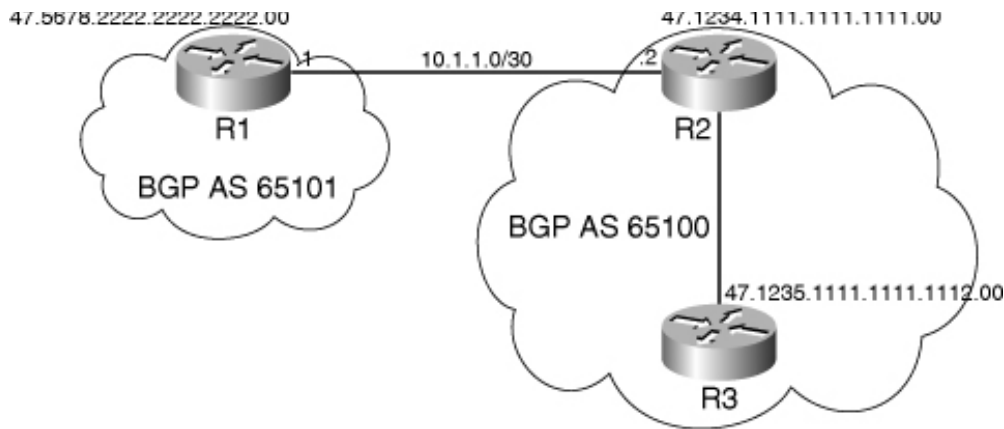 47.5678.2222.2222.2222.00
47.1234.1111.1111.1111.00
.1
10.1.1.0/30
.2
R1
R2
BGP AS 65101
BGP AS 65100
47.1235.1111.1111.1112.00
R3